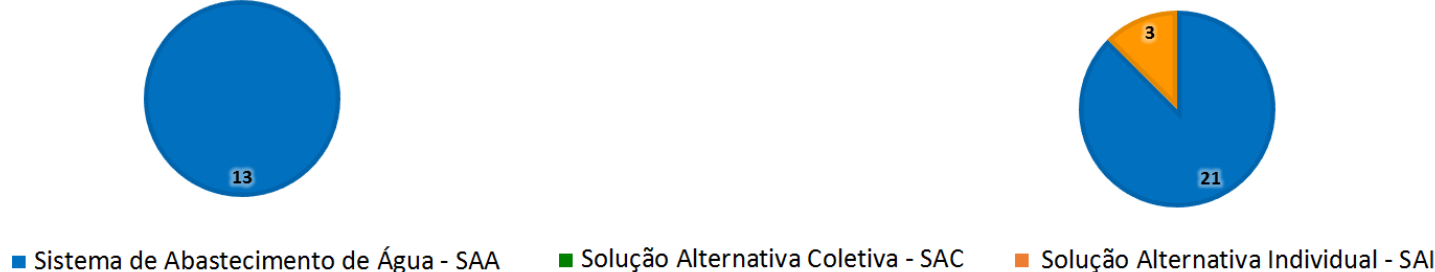 3
13
21
Sistema de Abastecimento de Água - SAA
Solução Alternativa Coletiva - SAC
Solução Alternativa Individual - SAI